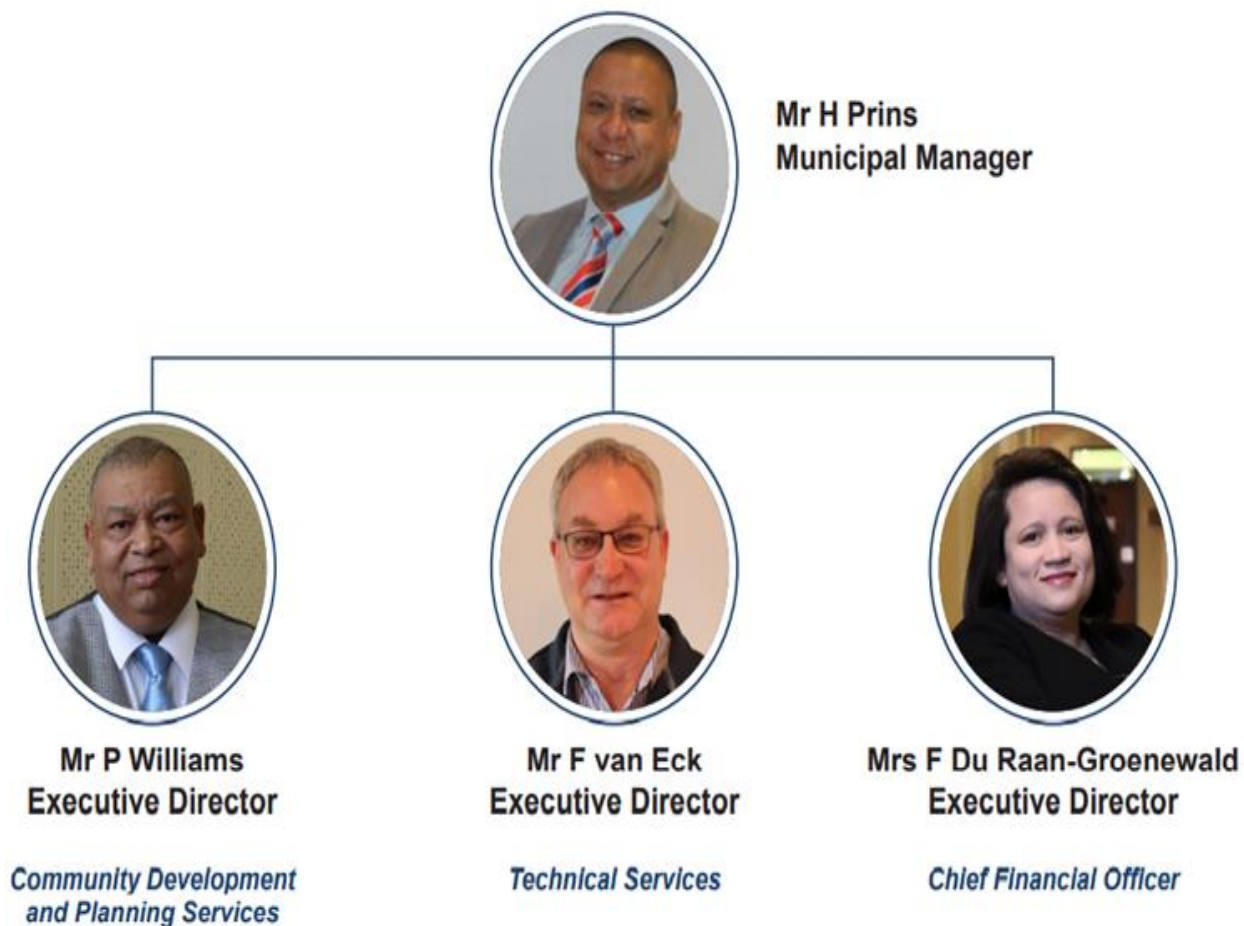 Mr H Prins
Municipal Manager
Mr P Williams
Executive Director
Community Development
and Planning Services
Mr F van Eck
Executive Director
Technical Services
Mrs F Du Raan-Groenewald
Executive Director
Chief Financial Officer